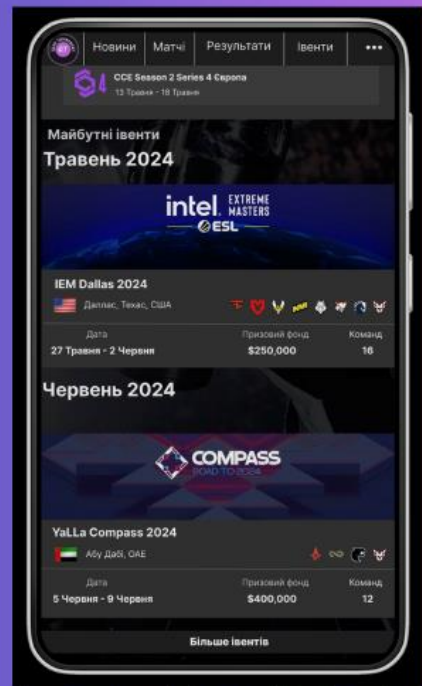 Новини Матчі Результати Івенти •••
CCE Season 2 Series 4 Європа
13 Травня - 18 Травня
Майбутні івенти
Травень 2024
intel. EXTREME MASTERS
ESL
IEM Dallas 2024
Даллас, Техас, США
Дата Призовий фонд Команд
27 Травня - 2 Червня $250,000 16
Червень 2024
COMPASS
ROAD TO 2024
YaLLa Compass 2024
Абу Дабі, ОАЕ
Дата Призовий фонд Команд
5 Червня - 9 Червня $400,000 12
Більше івентів